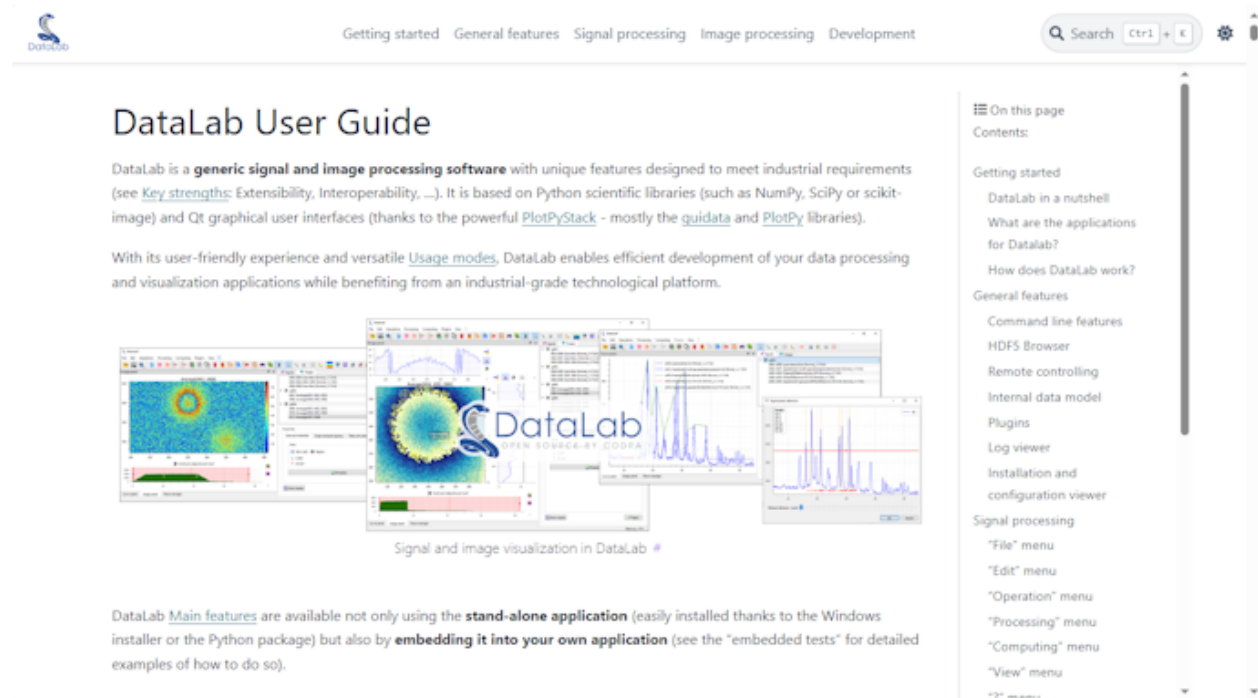 DataLab
Getting started General features Signal processing Image processing Development
Search Ctrl + K
DataLab User Guide
DataLab is a generic signal and image processing software with unique features designed to meet industrial requirements
(see Key strengths: Extensibility, Interoperability, ...). It is based on Python scientific libraries (such as NumPy, SciPy or scikit-
image) and Qt graphical user interfaces (thanks to the powerful PlotPyStack - mostly the guidata and PlotPy libraries).
With its user-friendly experience and versatile Usage modes, DataLab enables efficient development of your data processing
and visualization applications while benefiting from an industrial-grade technological platform.
DataLab
OPEN SOURCE BY CODRA
Signal and image visualization in DataLab #
DataLab Main features are available not only using the stand-alone application (easily installed thanks to the Windows
installer or the Python package) but also by embedding it into your own application (see the "embedded tests" for detailed
examples of how to do so).
On this page
Contents:
Getting started
DataLab in a nutshell
What are the applications
for Datalab?
How does DataLab work?
General features
Command line features
HDF5 Browser
Remote controlling
Internal data model
Plugins
Log viewer
Installation and
configuration viewer
Signal processing
"File" menu
"Edit" menu
"Operation" menu
"Processing" menu
"Computing" menu
"View" menu
"?" menu